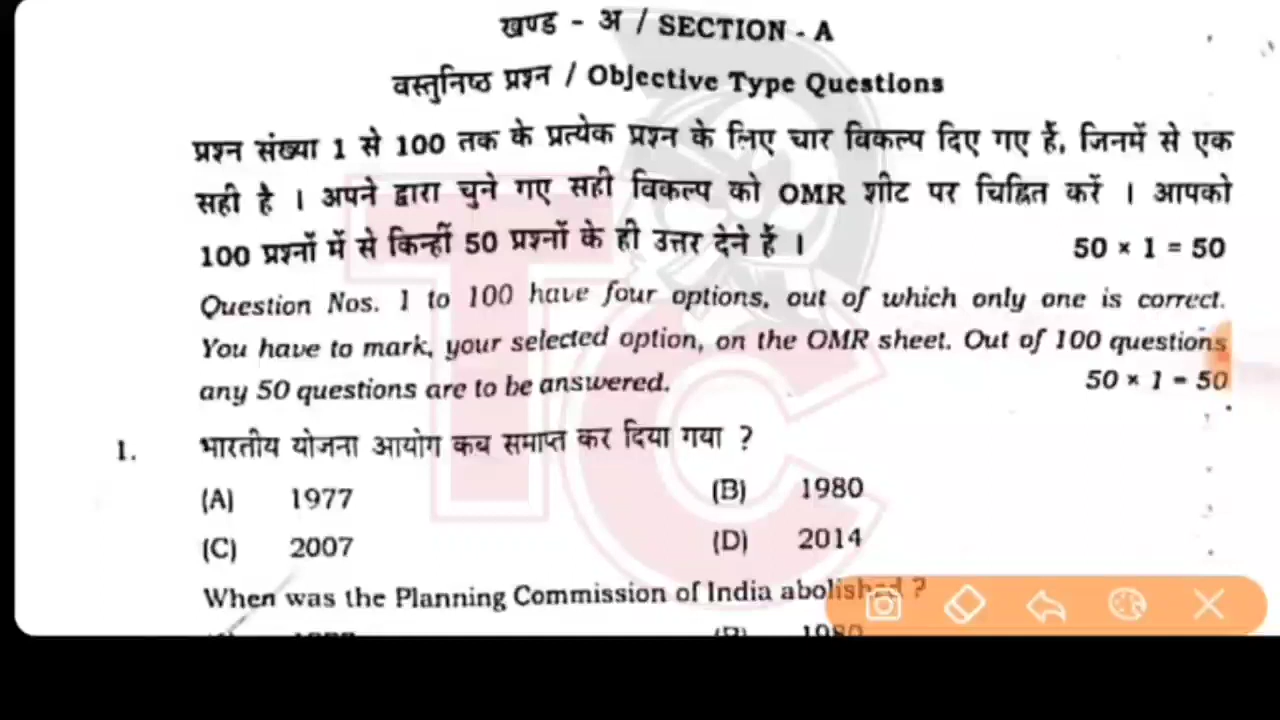 खण्ड - अ / SECTION - A
वस्तुनिष्ठ प्रश्न / Objective Type Questions
प्रश्न संख्या 1 से 100 तक के प्रत्येक प्रश्न के लिए चार विकल्प दिए गए हैं, जिनमें से एक
सही है । अपने द्वारा चुने गए सही विकल्प को OMR शीट पर चिह्नित करें । आपको
100 प्रश्नों में से किन्हीं 50 प्रश्नों के ही उत्तर देने हैं । 50 × 1 = 50
Question Nos. 1 to 100 have four options, out of which only one is correct.
You have to mark, your selected option, on the OMR sheet. Out of 100 questions
any 50 questions are to be answered. 50 × 1 = 50
1. भारतीय योजना आयोग कब समाप्त कर दिया गया ?
(A) 1977 (B) 1980
(C) 2007 (D) 2014
When was the Planning Commission of India abolished ?
(B) 1980
TC